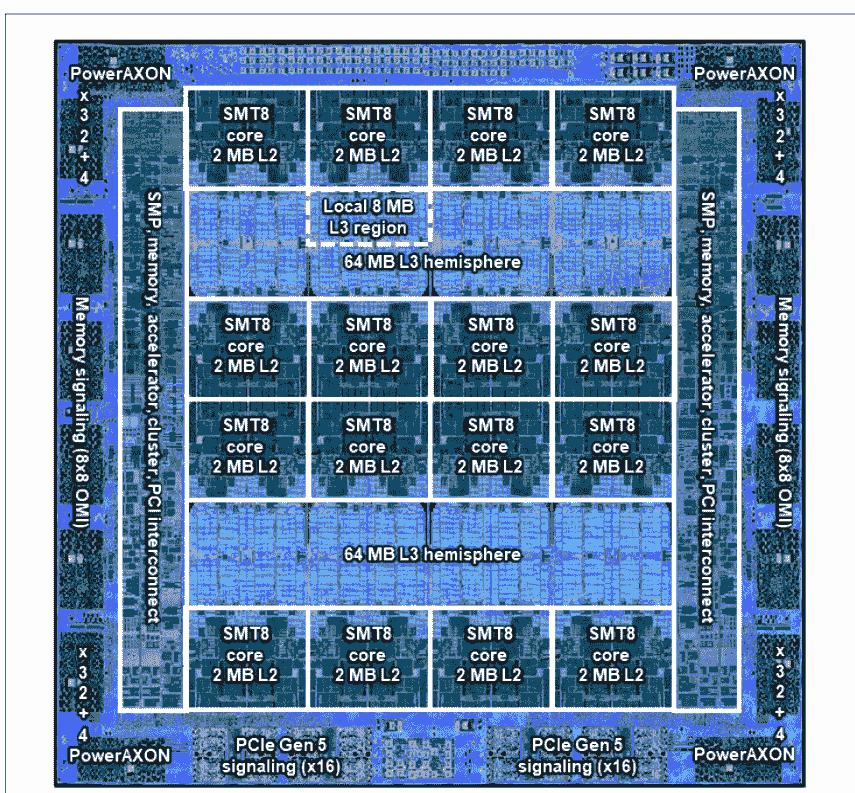 PowerAXON
PowerAXON
x
3
2
+
4
x
3
2
+
4
SMT8
core
2 MB L2
SMT8
core
2 MB L2
SMT8
core
2 MB L2
SMT8
core
2 MB L2
Local 8 MB
L3 region
64 MB L3 hemisphere
SMP, memory, accelerator, cluster, PCI interconnect
SMP, memory, accelerator, cluster, PCI interconnect
Memory signaling (8x8 OMI)
Memory signaling (8x8 OMI)
SMT8
core
2 MB L2
SMT8
core
2 MB L2
SMT8
core
2 MB L2
SMT8
core
2 MB L2
SMT8
core
2 MB L2
SMT8
core
2 MB L2
SMT8
core
2 MB L2
SMT8
core
2 MB L2
64 MB L3 hemisphere
SMT8
core
2 MB L2
SMT8
core
2 MB L2
SMT8
core
2 MB L2
SMT8
core
2 MB L2
x
3
2
+
4
x
3
2
+
4
PowerAXON
PCIe Gen 5
signaling (x16)
PCIe Gen 5
signaling (x16)
PowerAXON